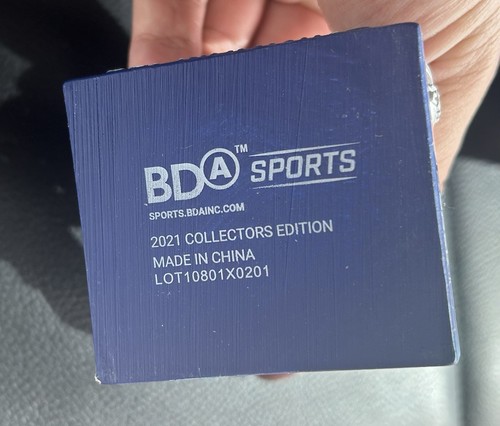 BDA™ SPORTS
SPORTS.BDAINC.COM
2021 COLLECTORS EDITION
MADE IN CHINA
LOT10801X0201